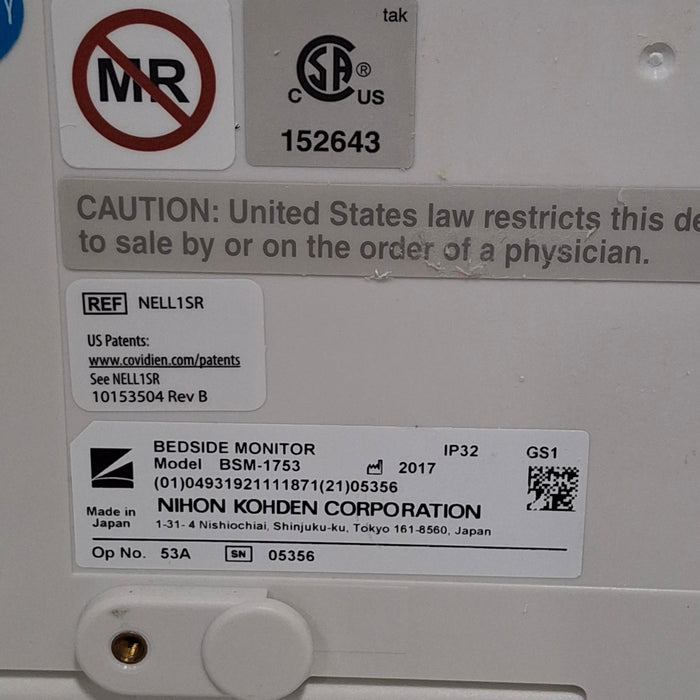 MR
tak
CSA®
C US
152643
CAUTION: United States law restricts this
to sale by or on the order of a physician.
REF NELL1SR
US Patents:
www.covidien.com/patents
See NELL1SR
10153504 Rev B
BEDSIDE MONITOR IP32 GS1
Model BSM-1753 2017
(01)04931921111871(21)05356
NIHON KOHDEN CORPORATION
Made in
Japan
1-31-4 Nishiochiai, Shinjuku-ku, Tokyo 161-8560, Japan
Op No. 53A SN 05356